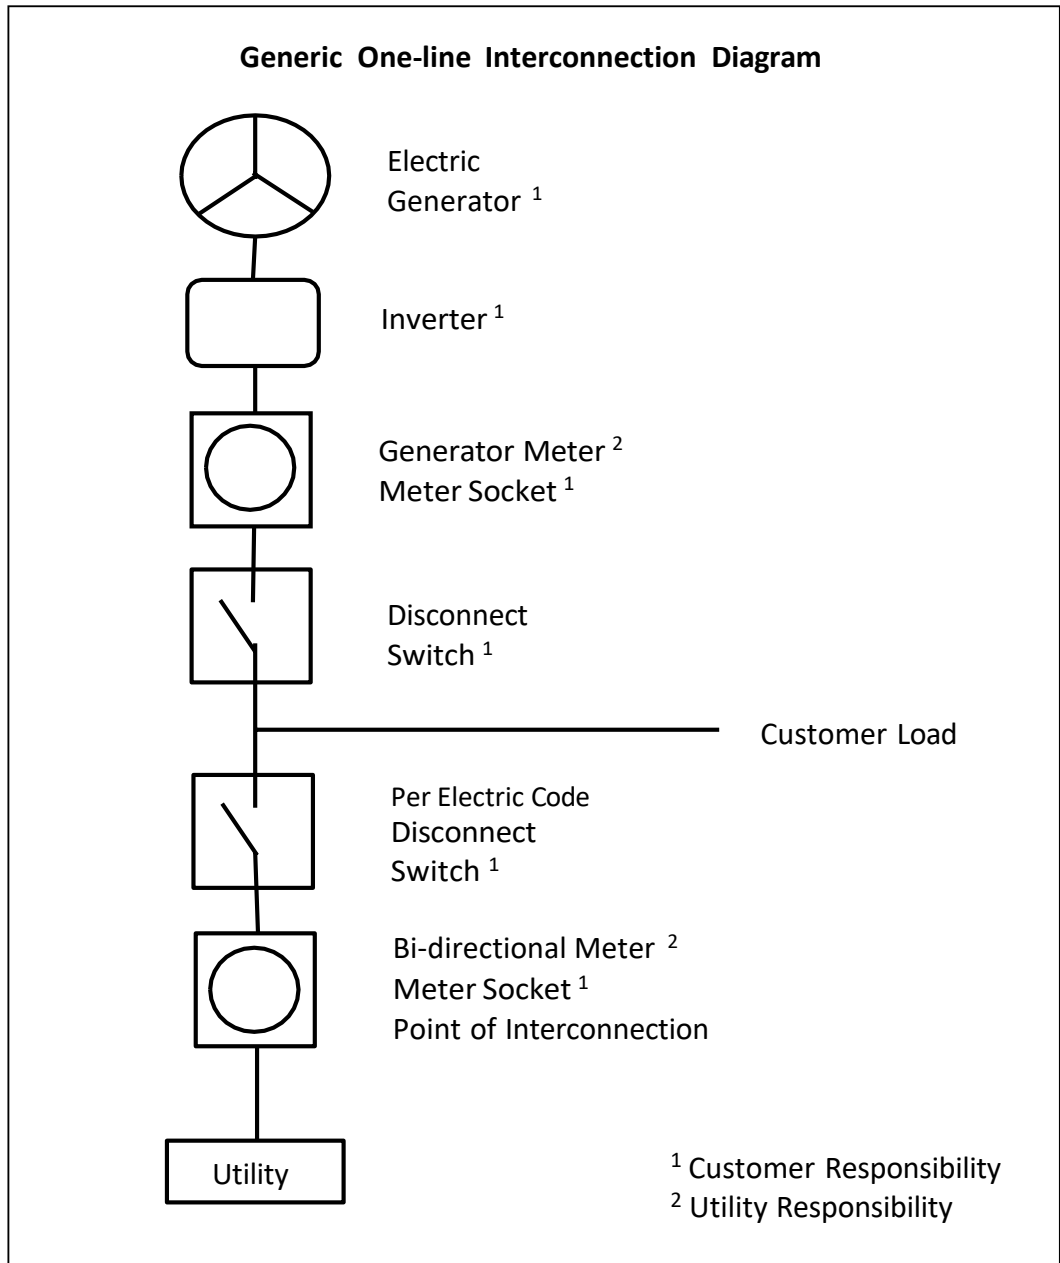 Generic One-line Interconnection Diagram
Electric
Generator ¹
Inverter ¹
Generator Meter ²
Meter Socket ¹
Disconnect
Switch ¹
Customer Load
Per Electric Code
Disconnect
Switch ¹
Bi-directional Meter ²
Meter Socket ¹
Point of Interconnection
Utility
¹ Customer Responsibility
² Utility Responsibility